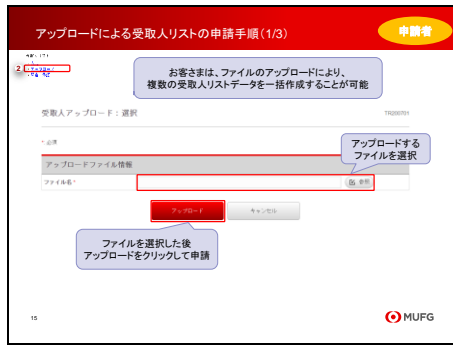 アップロードによる受取人リストの申請手順(1/3)
申請者
2
お客さまは、ファイルのアップロードにより、
複数の受取人リストデータを一括作成することが可能
受取人アップロード：選択
* 必須
アップロードする
ファイルを選択
アップロードファイル情報
ファイル名*
参照
アップロード
キャンセル
ファイルを選択した後
アップロードをクリックして申請
15
MUFG